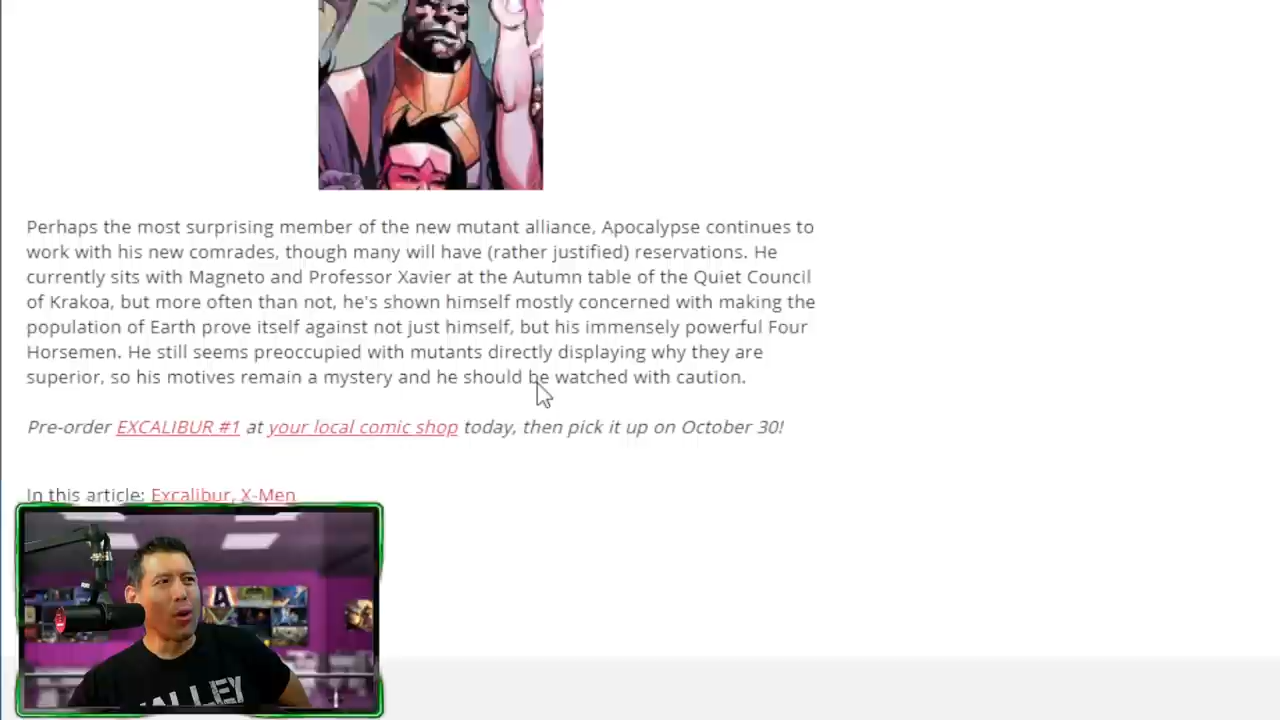 Perhaps the most surprising member of the new mutant alliance, Apocalypse continues to
work with his new comrades, though many will have (rather justified) reservations. He
currently sits with Magneto and Professor Xavier at the Autumn table of the Quiet Council
of Krakoa, but more often than not, he's shown himself mostly concerned with making the
population of Earth prove itself against not just himself, but his immensely powerful Four
Horsemen. He still seems preoccupied with mutants directly displaying why they are
superior, so his motives remain a mystery and he should be watched with caution.
Pre-order EXCALIBUR #1 at your local comic shop today, then pick it up on October 30!
In this article: Excalibur, X-Men
A